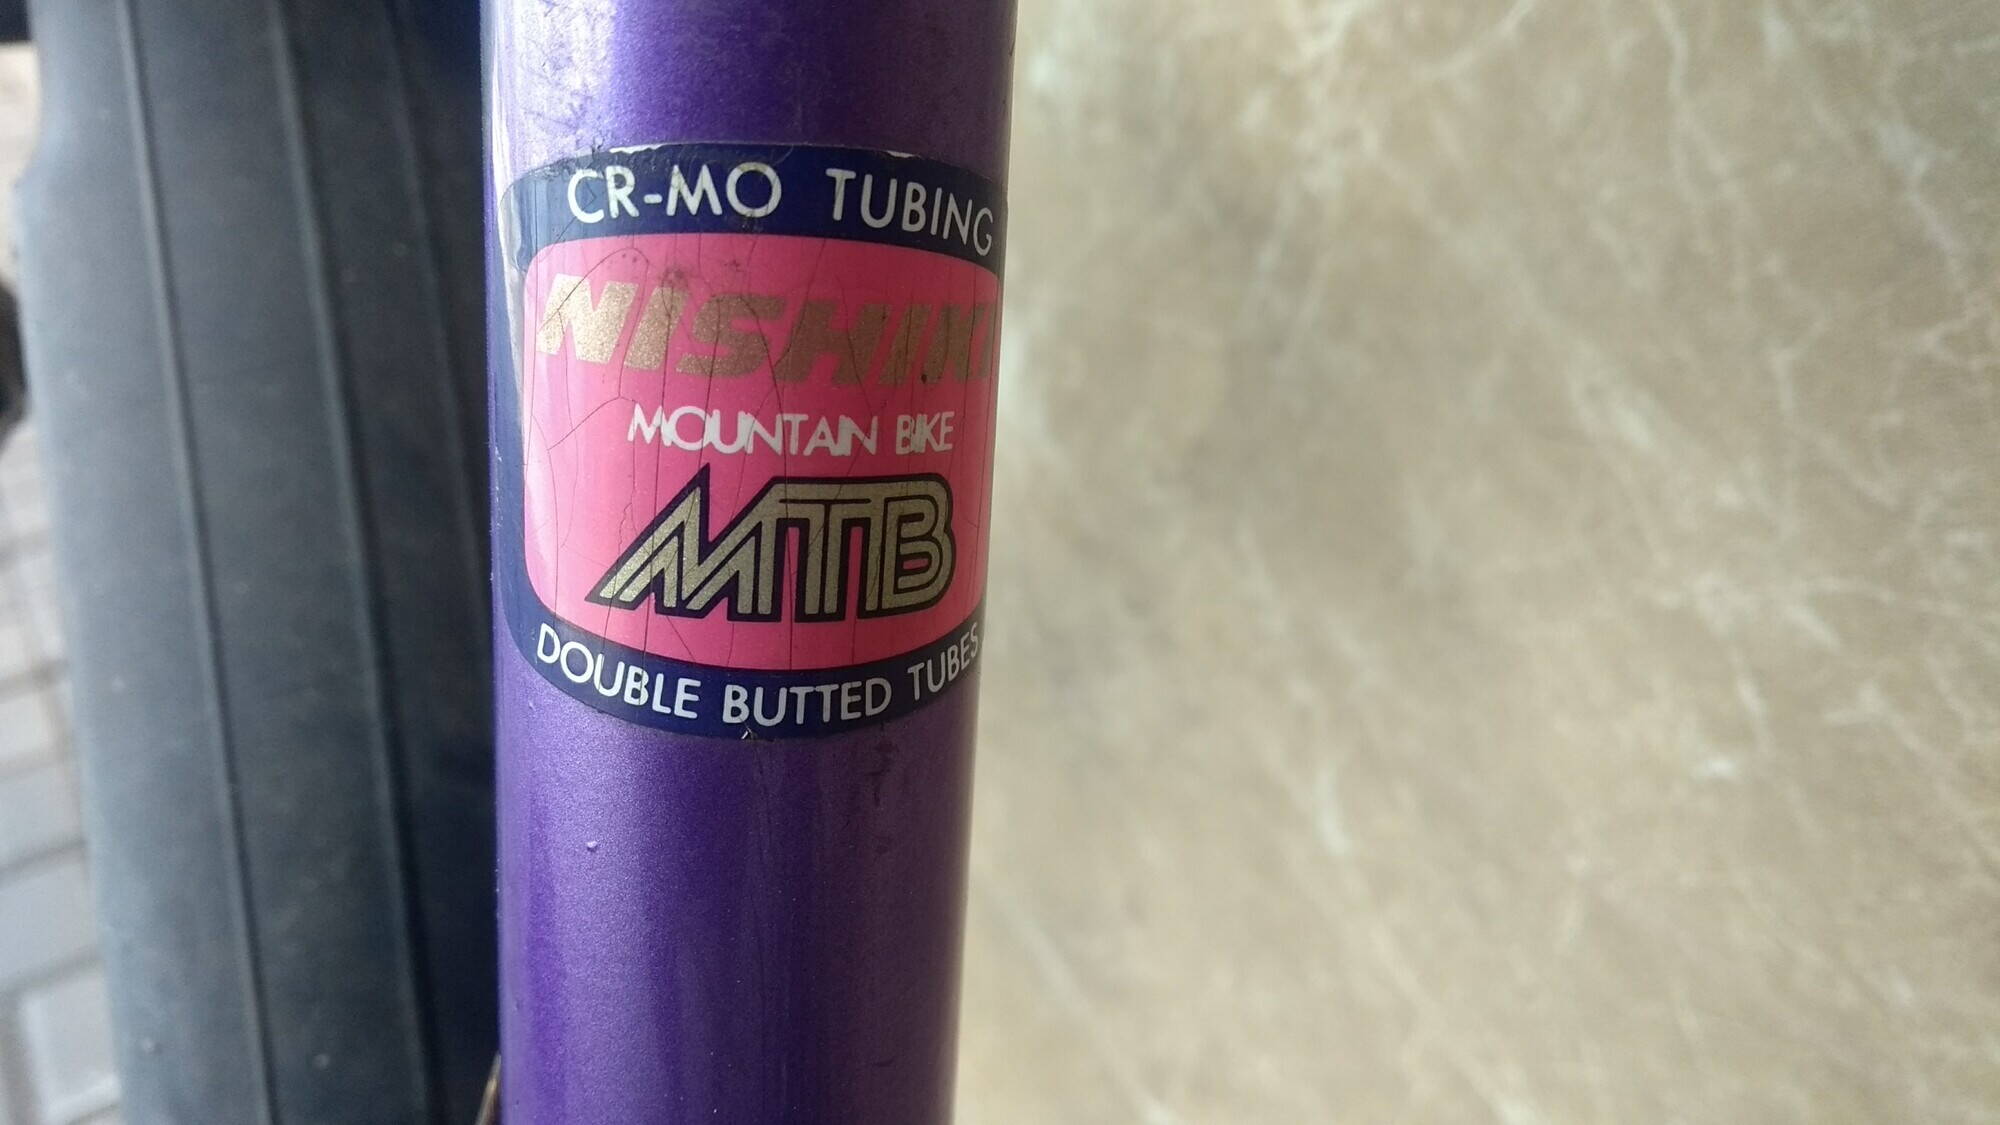 CR-MO TUBING
NISHIKI
MOUNTAIN BIKE
MTB
DOUBLE BUTTED TUBES